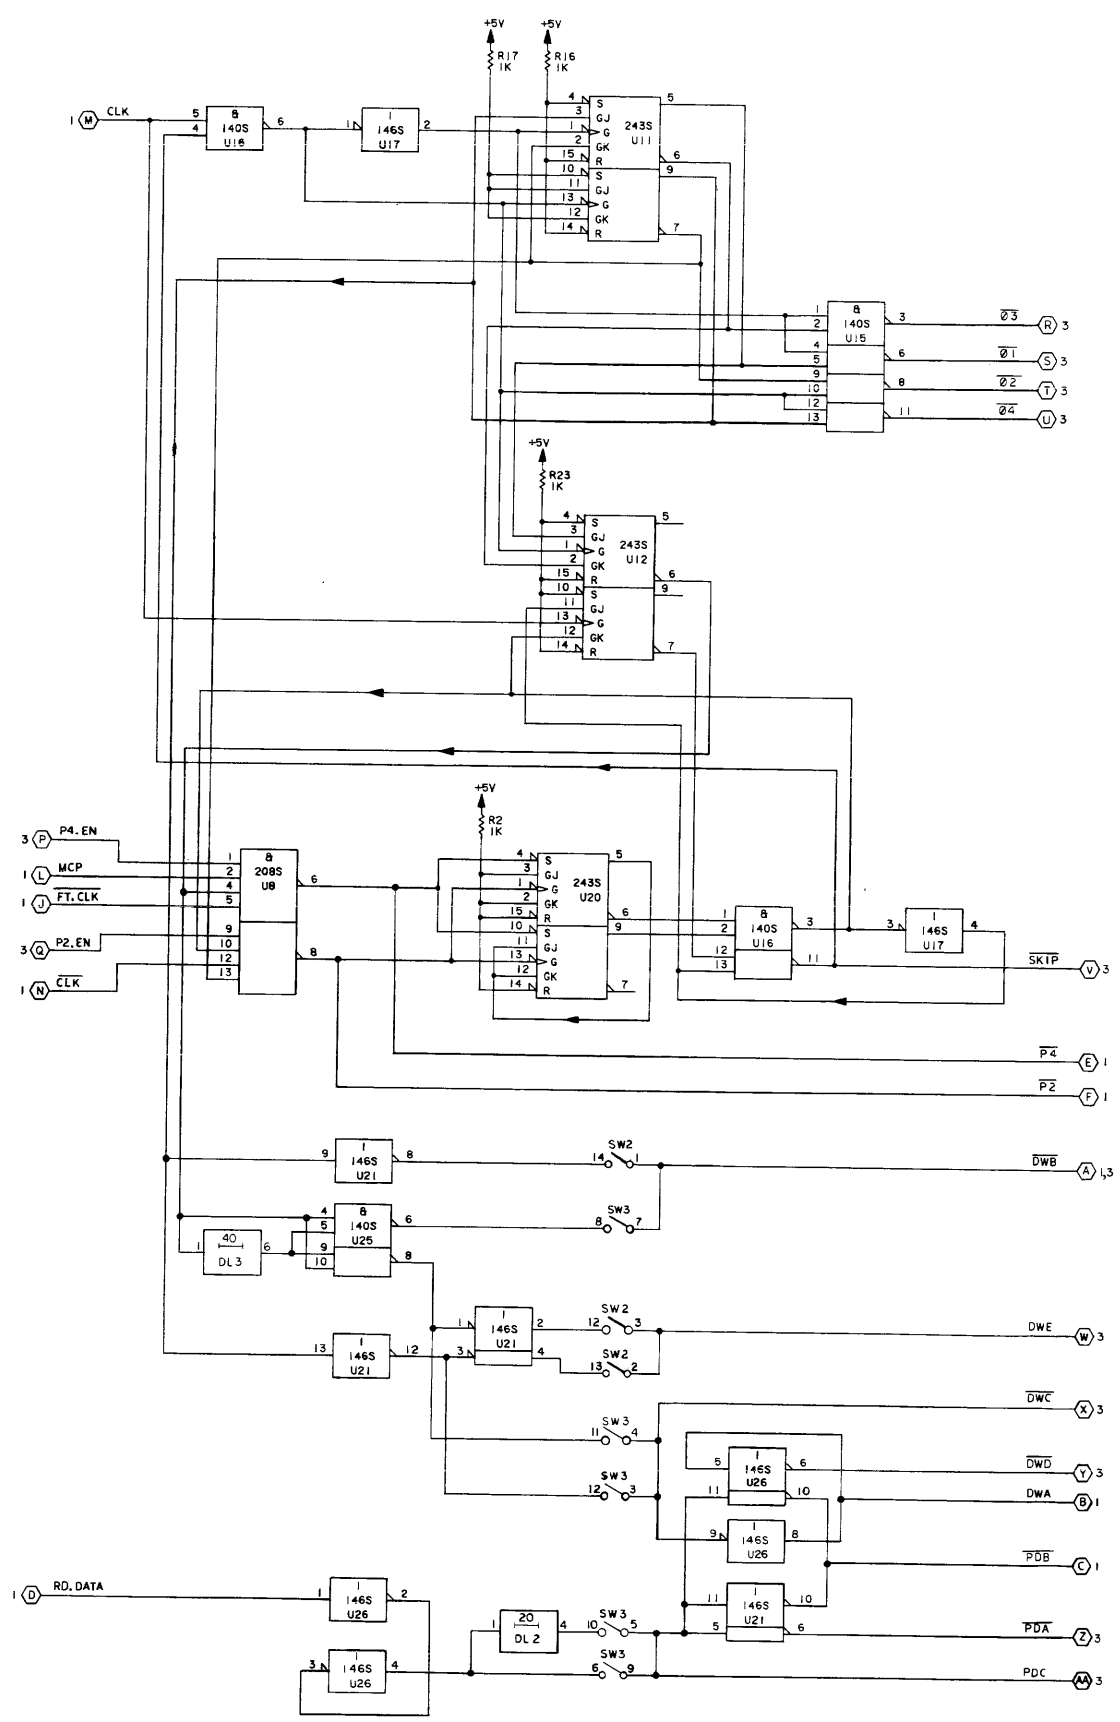 +5V +5V
R17 1K R16 1K
1 M CLK 5 4 & 140S U18 6 1 1 146S U17 2
4 S 5
3 GJ
1 G 243S U11
2 GK
15 R 6
10 S 9
11 GJ
13 G
12 GK
14 R 7
1 2 & 140S U15 3 Ø3 R 3
4 5 6 Ø1 S 3
9 10 8 Ø2 T 3
12 13 11 Ø4 U 3
+5V
R23 1K
4 S 5
3 GJ
1 G 243S U12
2 GK
15 R 6
10 S 9
11 GJ
13 G
12 GK
14 R 7
+5V
R2 1K
3 P P4.EN 1
1 L MCP 2
1 J FT.CLK 4 5
& 208S U8 6
3 Q P2.EN 9 10
1 N CLK 12 13
8
4 S 5
3 GJ
1 G 243S U20
2 GK
15 R 6
10 S 9
11 GJ
13 G
12 GK
14 R 7
1 2 & 140S U16 3
12 13 11
3 1 146S U17 4
SKIP V 3
P4 E 1
P2 F 1
9 1 146S U21 8 14 SW2 1 DWB A 1,3
4 5 & 140S U25 6 8 SW3 7
1 40 DL3 6 9 10 8
1 1 146S U21 2 12 SW2 3 DWE W 3
13 1 146S U21 12 3 4 13 SW2 2
11 SW3 4 DWC X 3
12 SW3 3
5 1 146S U26 6 DWD Y 3
11 10
DWA B 1
9 1 146S U26 8
PDB C 1
1 D RD.DATA 1 1 146S U26 2
11 1 146S U21 10
5 6 PDA Z 3
1 20 DL2 4 10 SW3 5
3 1 146S U26 4 6 SW3 9 PDC AA 3